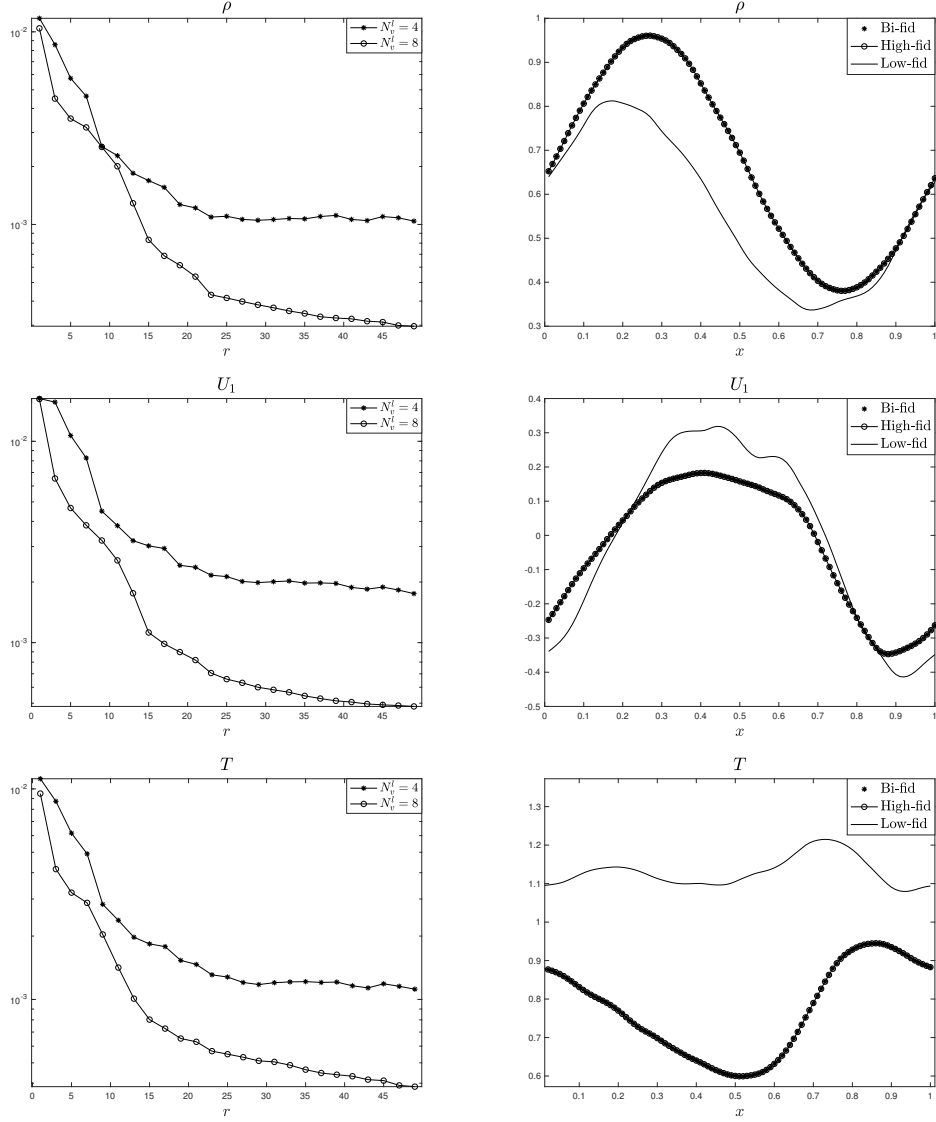 ρ
10^-2
10^-3
5 10 15 20 25 30 35 40 45
r
N_v^l = 4
N_v^l = 8
ρ
1
0.9
0.8
0.7
0.6
0.5
0.4
0.3
0 0.1 0.2 0.3 0.4 0.5 0.6 0.7 0.8 0.9 1
x
Bi-fid
High-fid
Low-fid
U_1
10^-2
10^-3
0 5 10 15 20 25 30 35 40 45
r
N_v^l = 4
N_v^l = 8
U_1
0.4
0.3
0.2
0.1
0
-0.1
-0.2
-0.3
-0.4
-0.5
0 0.1 0.2 0.3 0.4 0.5 0.6 0.7 0.8 0.9 1
x
Bi-fid
High-fid
Low-fid
T
10^-2
10^-3
0 5 10 15 20 25 30 35 40 45
r
N_v^l = 4
N_v^l = 8
T
1.3
1.2
1.1
1
0.9
0.8
0.7
0.6
0.1 0.2 0.3 0.4 0.5 0.6 0.7 0.8 0.9 1
x
Bi-fid
High-fid
Low-fid